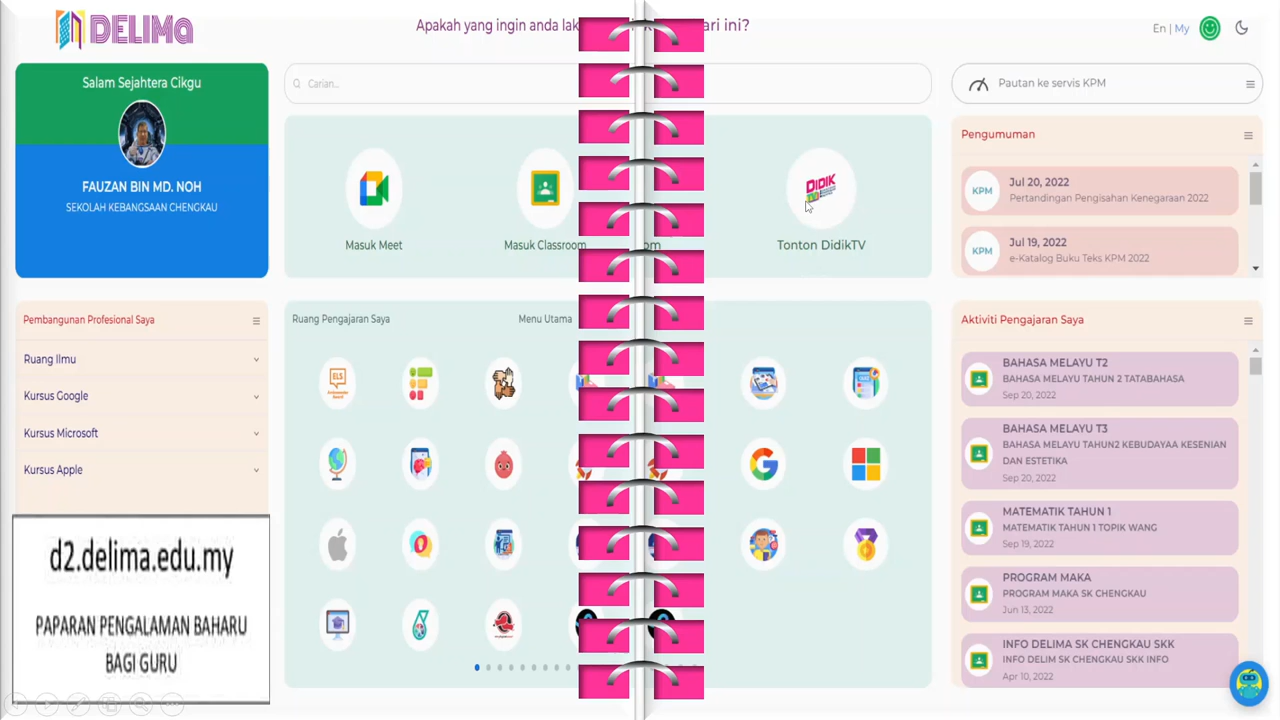 DELIMa
Apakah yang ingin anda lak ari ini?
En | My
Salam Sejahtera Cikgu
FAUZAN BIN MD. NOH
SEKOLAH KEBANGSAAN CHENGKAU
Carian...
Masuk Meet
Masuk Classroom
om
DIDIK
Tonton DidikTV
Pautan ke servis KPM
Pengumuman
KPM
Jul 20, 2022
Pertandingan Pengisahan Kenegaraan 2022
KPM
Jul 19, 2022
e-Katalog Buku Teks KPM 2022
Pembangunan Profesional Saya
Ruang Ilmu
Kursus Google
Kursus Microsoft
Kursus Apple
d2.delima.edu.my
PAPARAN PENGALAMAN BAHARU
BAGI GURU
Ruang Pengajaran Saya
Menu Utama
ELS
Aktiviti Pengajaran Saya
BAHASA MELAYU T2
BAHASA MELAYU TAHUN 2 TATABAHASA
Sep 20, 2022
BAHASA MELAYU T3
BAHASA MELAYU TAHUN2 KEBUDAYAA KESENIAN
DAN ESTETIKA
Sep 20, 2022
MATEMATIK TAHUN 1
MATEMATIK TAHUN 1 TOPIK WANG
Sep 19, 2022
PROGRAM MAKA
PROGRAM MAKA SK CHENGKAU
Jun 13, 2022
INFO DELIMA SK CHENGKAU SKK
INFO DELIM SK CHENGKAU SKK INFO
Apr 10, 2022